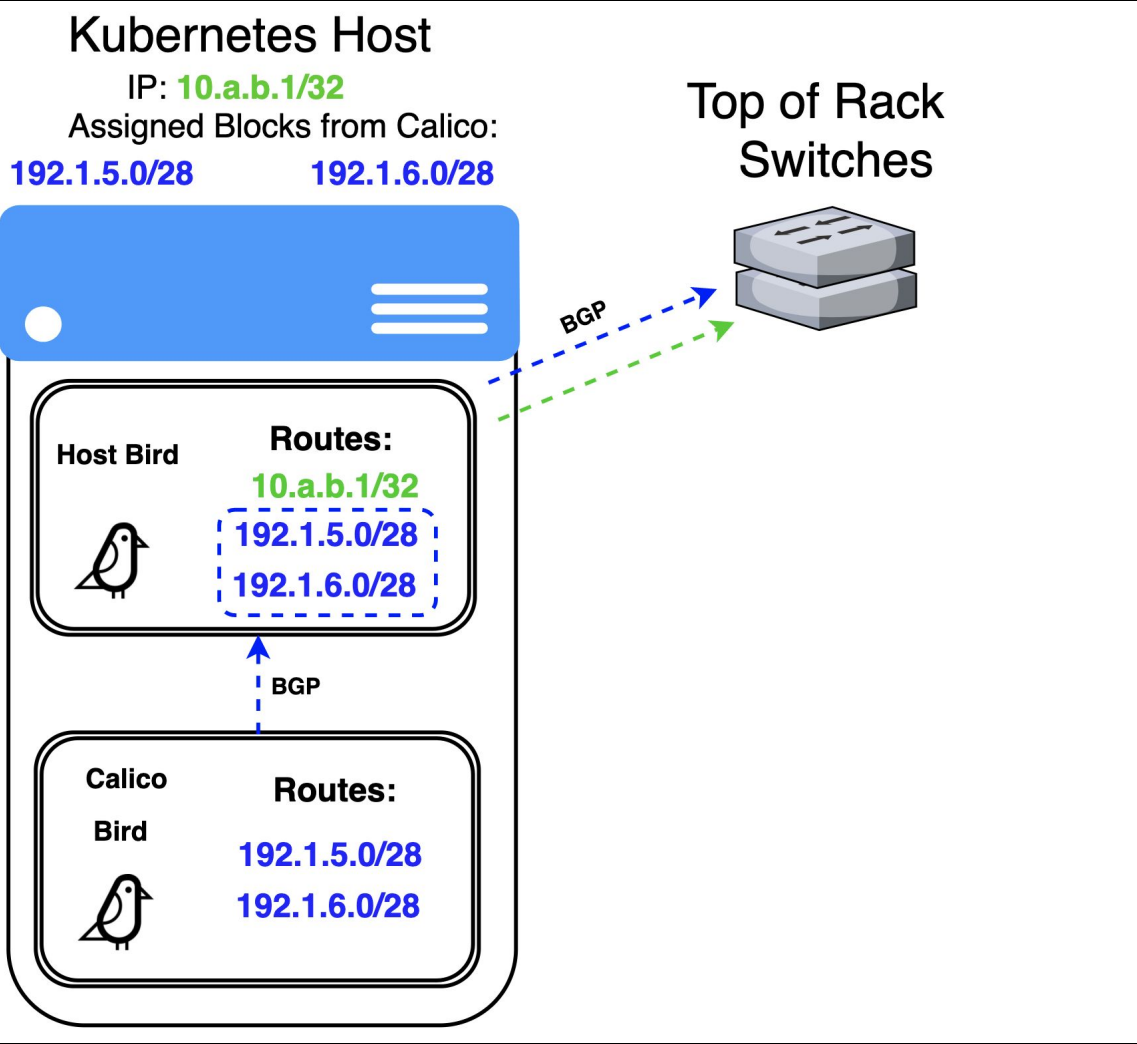 Kubernetes Host
IP: 10.a.b.1/32
Assigned Blocks from Calico:
192.1.5.0/28 192.1.6.0/28
Top of Rack
Switches
BGP
Host Bird
Routes:
10.a.b.1/32
192.1.5.0/28
192.1.6.0/28
BGP
Calico
Bird
Routes:
192.1.5.0/28
192.1.6.0/28